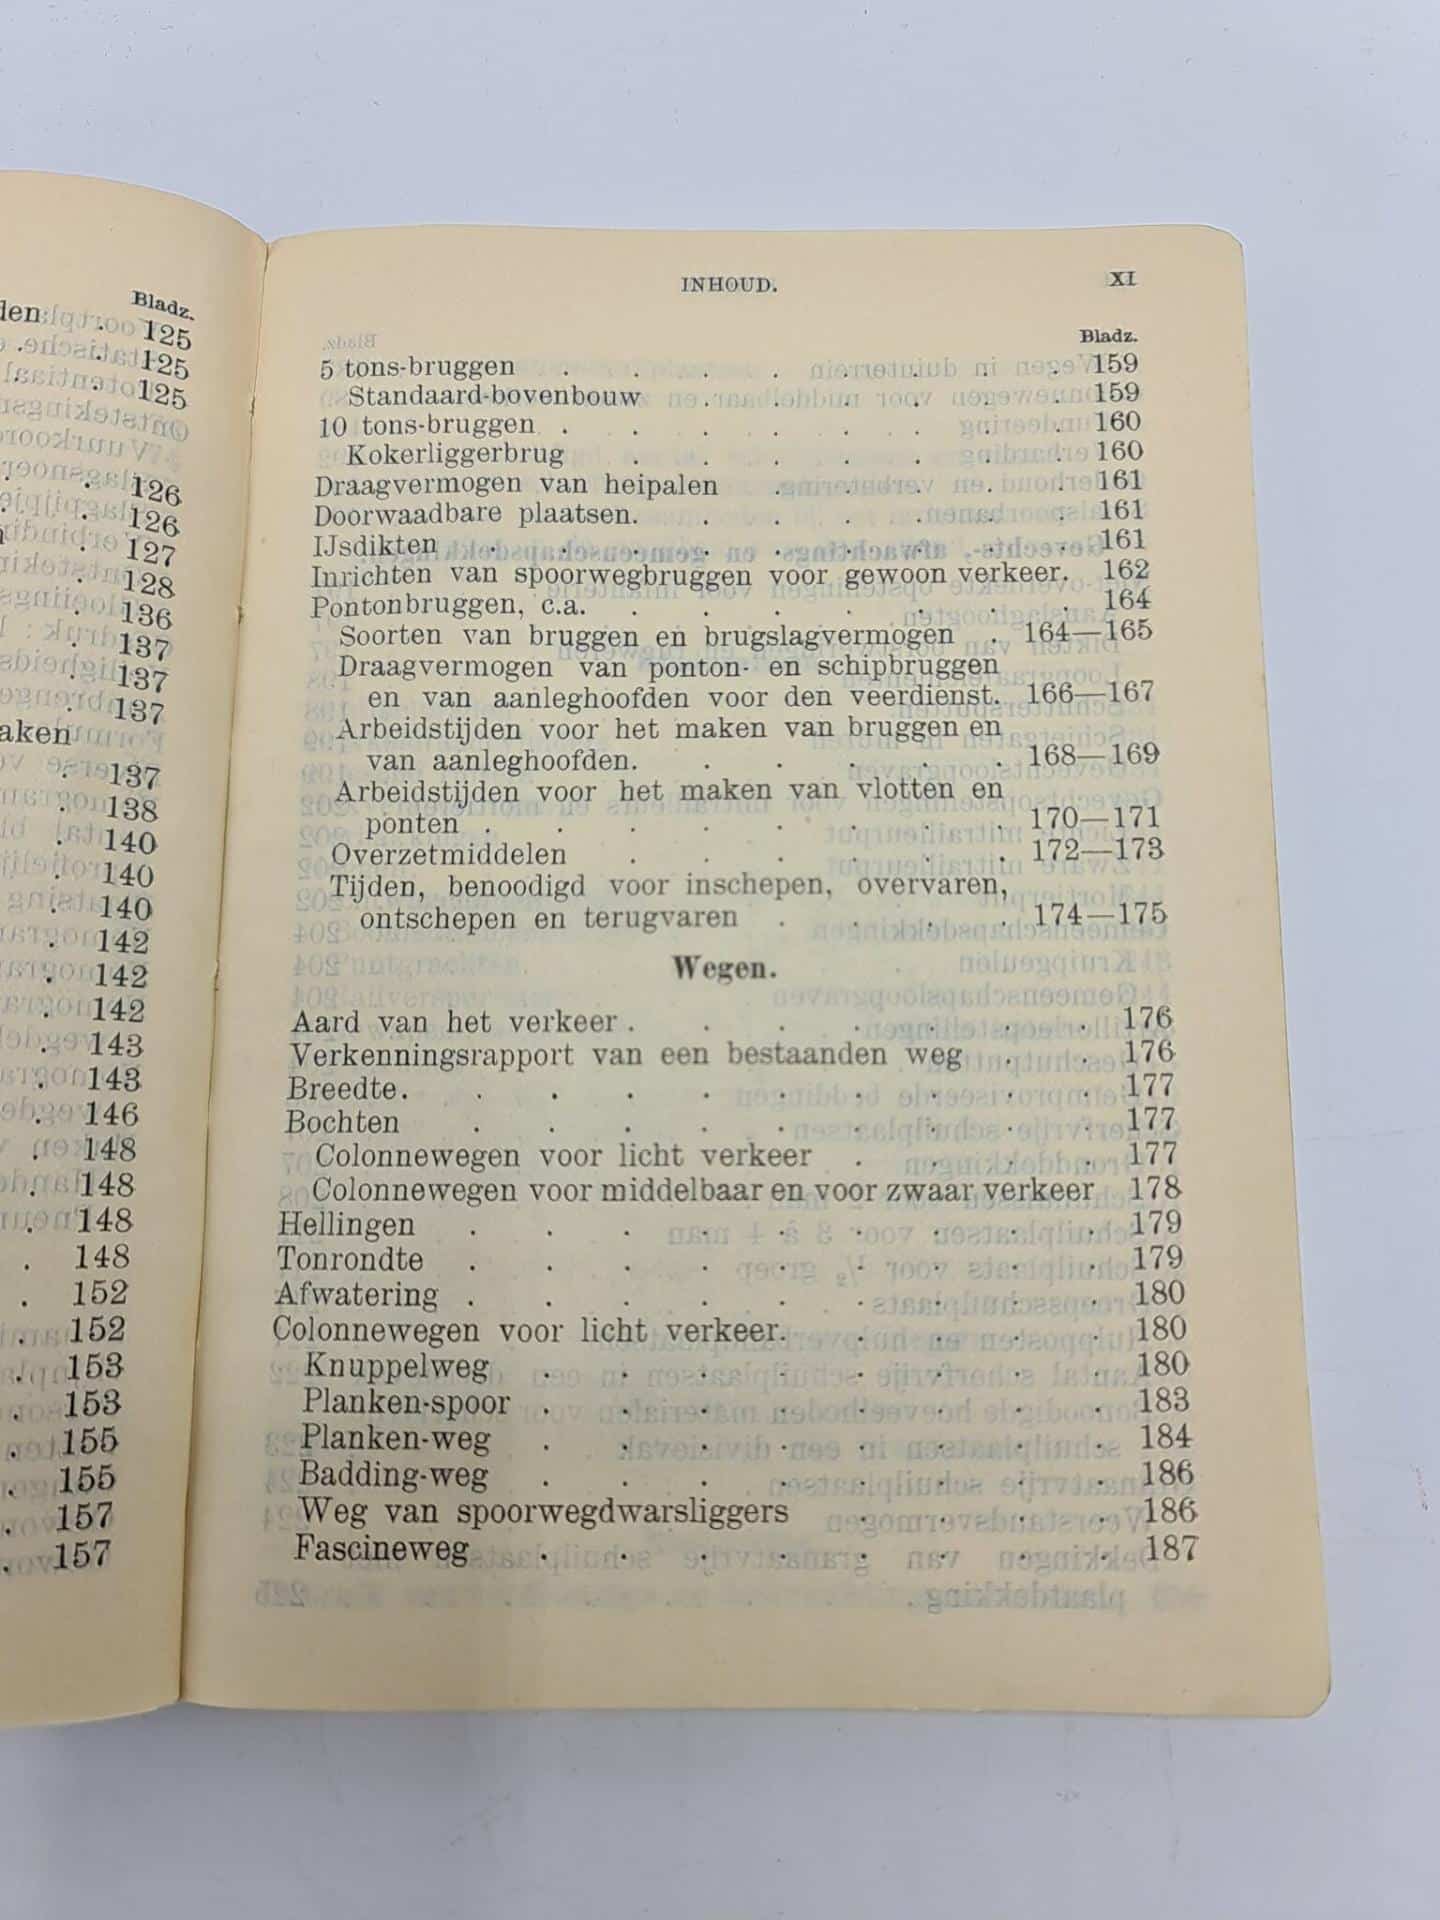 Bladz.
125
125
125
126
126
127
128
136
137
137
137
aken
137
138
140
140
140
142
142
142
143
143
146
148
148
148
. 148
. 152
. 152
. 153
. 153
. 155
. 155
. 157
. 157
INHOUD. XI
Bladz.
5 tons-bruggen . . . . . . . . 159
Standaard-bovenbouw . . . . . . 159
10 tons-bruggen . . . . . . . . 160
Kokerliggerbrug . . . . . . . 160
Draagvermogen van heipalen . . . . . 161
Doorwaadbare plaatsen. . . . . . . 161
IJsdikten . . . . . . . . . 161
Inrichten van spoorwegbruggen voor gewoon verkeer. 162
Pontonbruggen, c.a. . . . . . . . 164
Soorten van bruggen en brugslagvermogen . 164—165
Draagvermogen van ponton- en schipbruggen
en van aanleghoofden voor den veerdienst. 166—167
Arbeidstijden voor het maken van bruggen en
van aanleghoofden. . . . . . 168—169
Arbeidstijden voor het maken van vlotten en
ponten . . . . . . . . 170—171
Overzetmiddelen . . . . . . 172—173
Tijden, benoodigd voor inschepen, overvaren,
ontschepen en terugvaren . . . . 174—175
Wegen.
Aard van het verkeer . . . . . . . 176
Verkenningsrapport van een bestaanden weg . . 176
Breedte. . . . . . . . . . 177
Bochten . . . . . . . . . 177
Colonnewegen voor licht verkeer . . . . 177
Colonnewegen voor middelbaar en voor zwaar verkeer 178
Hellingen . . . . . . . . . 179
Tonrondte . . . . . . . . . 179
Afwatering . . . . . . . . . 180
Colonnewegen voor licht verkeer. . . . . 180
Knuppelweg . . . . . . . . 180
Planken-spoor . . . . . . . . 183
Planken-weg . . . . . . . . 184
Badding-weg . . . . . . . . 186
Weg van spoorwegdwarsliggers . . . . 186
Fascineweg . . . . . . . . 187